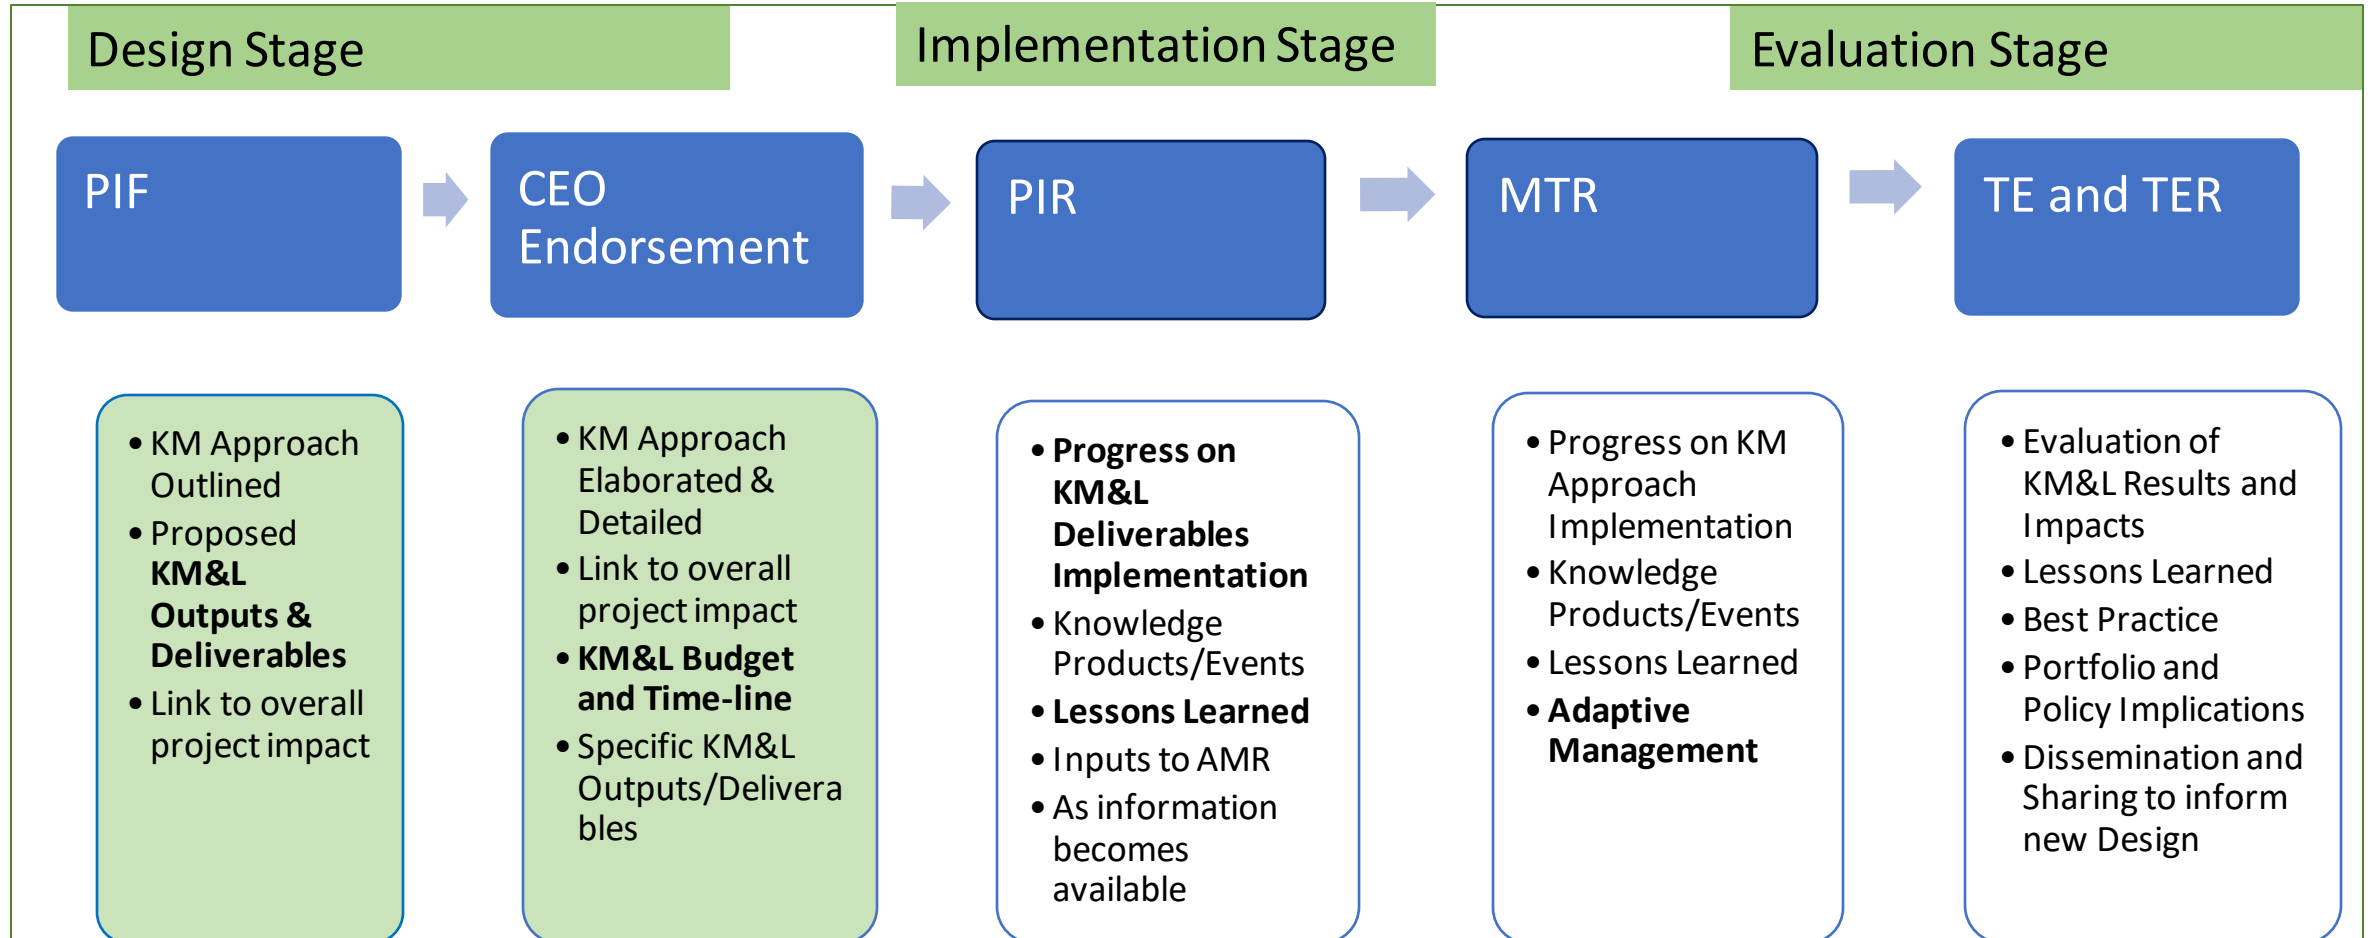 Design Stage
Implementation Stage
Evaluation Stage
PIF
CEO
Endorsement
PIR
MTR
TE and TER
• KM Approach
Outlined
• Proposed
KM&L
Outputs &
Deliverables
• Link to overall
project impact
• KM Approach
Elaborated &
Detailed
• Link to overall
project impact
• KM&L Budget
and Time-line
• Specific KM&L
Outputs/Delivera
bles
• Progress on
KM&L
Deliverables
Implementation
• Knowledge
Products/Events
• Lessons Learned
• Inputs to AMR
• As information
becomes
available
• Progress on KM
Approach
Implementation
• Knowledge
Products/Events
• Lessons Learned
• Adaptive
Management
• Evaluation of
KM&L Results and
Impacts
• Lessons Learned
• Best Practice
• Portfolio and
Policy Implications
• Dissemination and
Sharing to inform
new Design